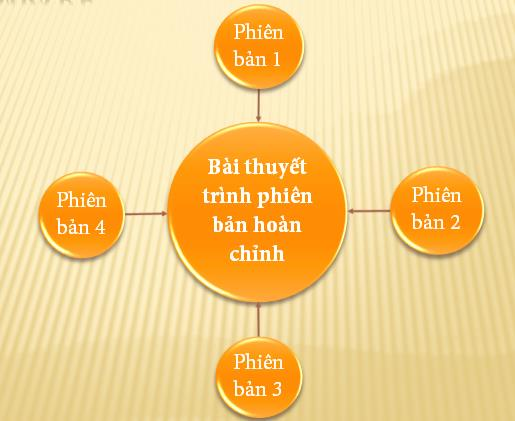 Phiên
bản 1
Bài thuyết
trình phiên
bản hoàn
chỉnh
Phiên
bản 4
Phiên
bản 2
Phiên
bản 3